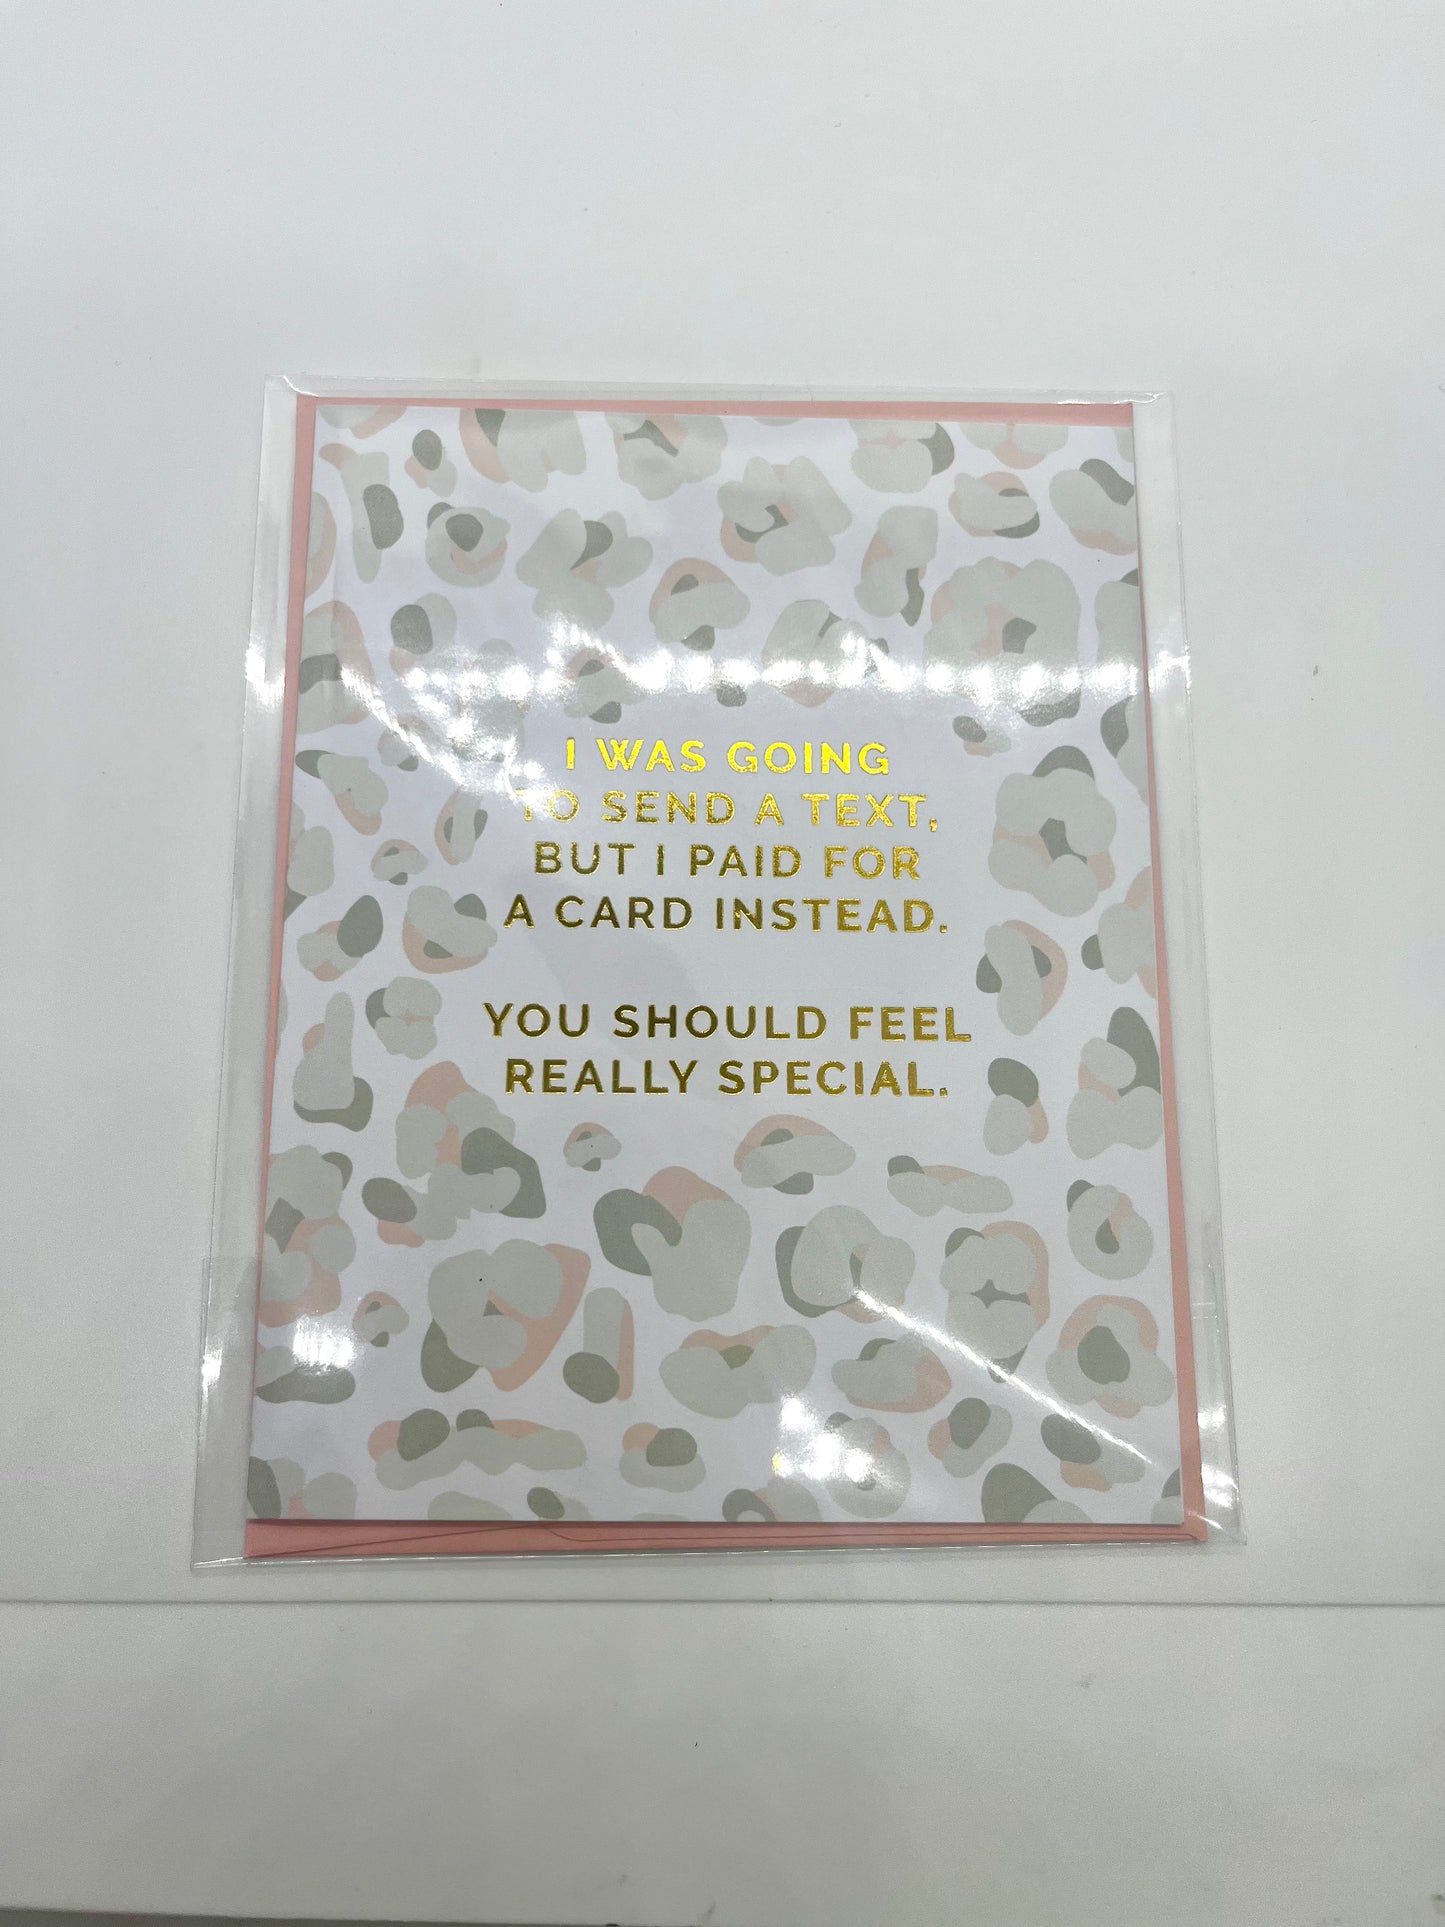 I WAS GOING
TO SEND A TEXT,
BUT I PAID FOR
A CARD INSTEAD.
YOU SHOULD FEEL
REALLY SPECIAL.